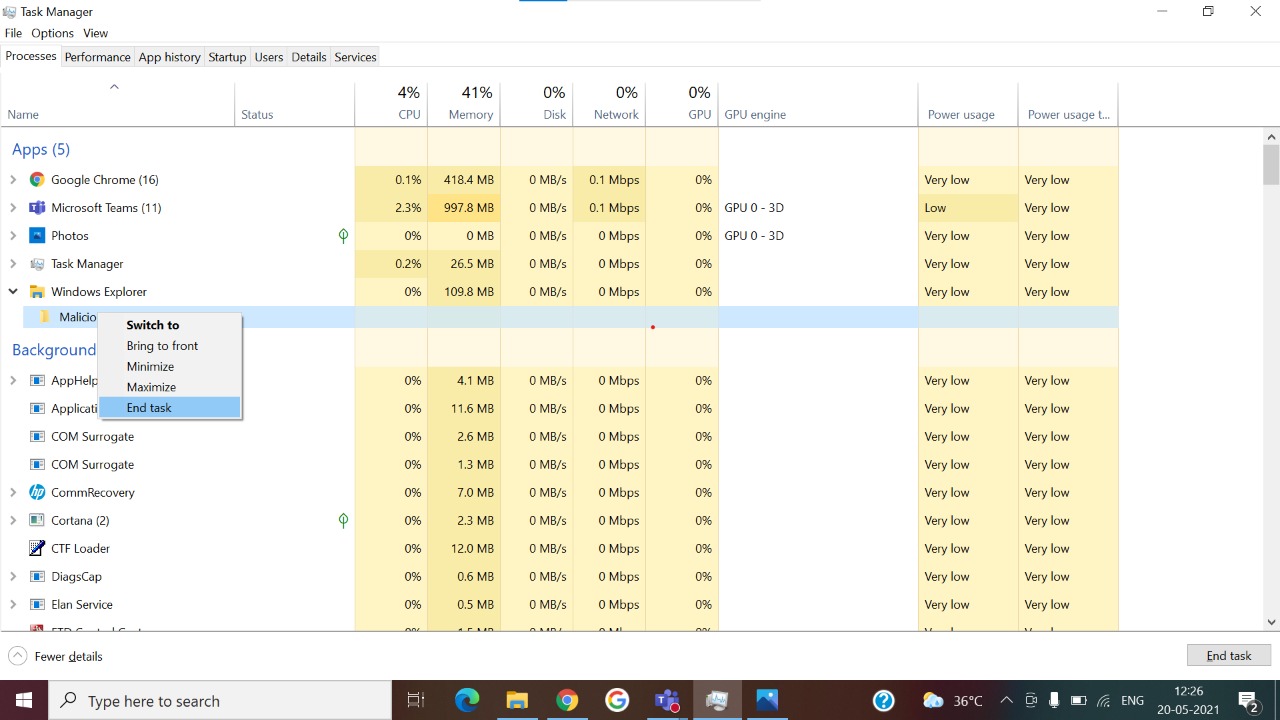 Task Manager
File Options View
Processes Performance App history Startup Users Details Services
4% 41% 0% 0% 0%
Name Status CPU Memory Disk Network GPU GPU engine Power usage Power usage t...
Apps (5)
Google Chrome (16) 0.1% 418.4 MB 0 MB/s 0.1 Mbps 0% Very low Very low
Microsoft Teams (11) 2.3% 997.8 MB 0 MB/s 0.1 Mbps 0% GPU 0 - 3D Low Very low
Photos 0% 0 MB 0 MB/s 0 Mbps 0% GPU 0 - 3D Very low Very low
Task Manager 0.2% 26.5 MB 0 MB/s 0 Mbps 0% Very low Very low
Windows Explorer 0% 109.8 MB 0 MB/s 0 Mbps 0% Very low Very low
Malicio
Switch to
Bring to front
Minimize
Maximize
End task
Background
AppHelp 0% 4.1 MB 0 MB/s 0 Mbps 0% Very low Very low
Applicati 0% 11.6 MB 0 MB/s 0 Mbps 0% Very low Very low
COM Surrogate 0% 2.6 MB 0 MB/s 0 Mbps 0% Very low Very low
COM Surrogate 0% 1.3 MB 0 MB/s 0 Mbps 0% Very low Very low
CommRecovery 0% 7.0 MB 0 MB/s 0 Mbps 0% Very low Very low
Cortana (2) 0% 2.3 MB 0 MB/s 0 Mbps 0% Very low Very low
CTF Loader 0% 12.0 MB 0 MB/s 0 Mbps 0% Very low Very low
DiagsCap 0% 0.6 MB 0 MB/s 0 Mbps 0% Very low Very low
Elan Service 0% 0.5 MB 0 MB/s 0 Mbps 0% Very low Very low
Fewer details End task
Type here to search 36°C ENG 12:26
20-05-2021 2